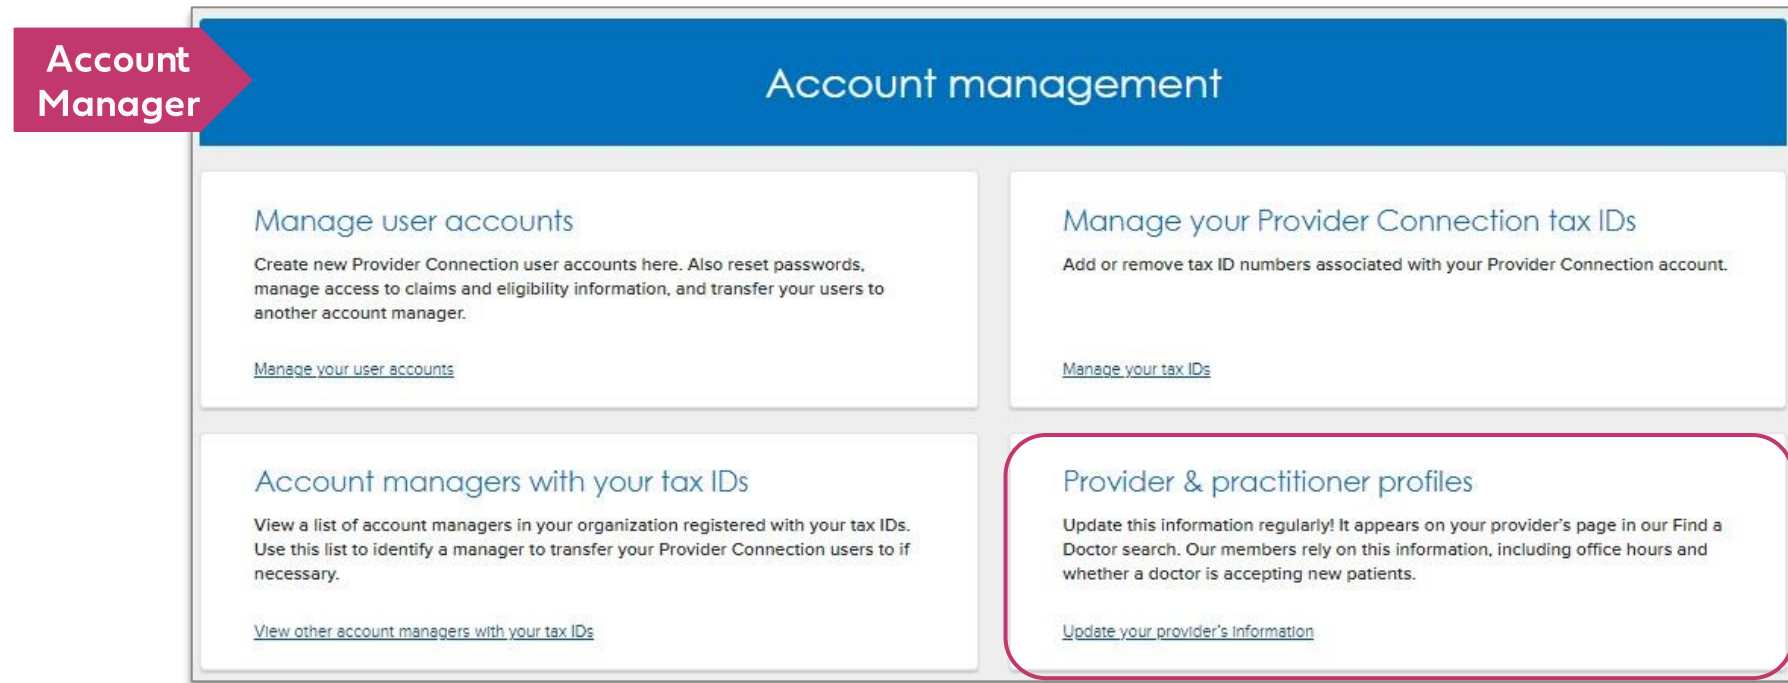 Account
Manager
Account management
Manage user accounts
Create new Provider Connection user accounts here. Also reset passwords,
manage access to claims and eligibility information, and transfer your users to
another account manager.
Manage your user accounts
Manage your Provider Connection tax IDs
Add or remove tax ID numbers associated with your Provider Connection account.
Manage your tax IDs
Account managers with your tax IDs
View a list of account managers in your organization registered with your tax IDs.
Use this list to identify a manager to transfer your Provider Connection users to if
necessary.
View other account managers with your tax IDs
Provider & practitioner profiles
Update this information regularly! It appears on your provider's page in our Find a
Doctor search. Our members rely on this information, including office hours and
whether a doctor is accepting new patients.
Update your provider's information